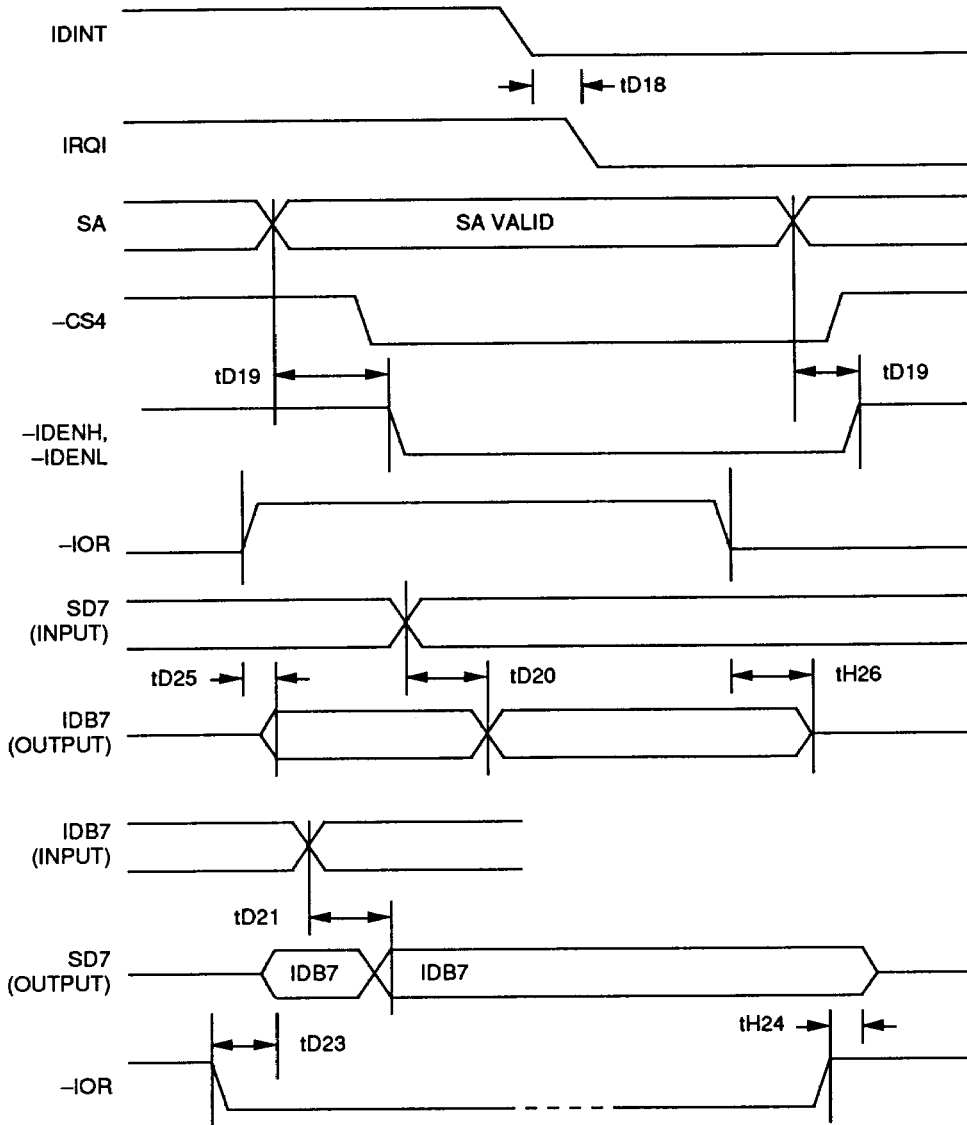 IDINT
tD18
IRQI
SA
SA VALID
–CS4
tD19
tD19
–IDENH,
–IDENL
–IOR
SD7
(INPUT)
tD25
tD20
tH26
IDB7
(OUTPUT)
IDB7
(INPUT)
tD21
SD7
(OUTPUT)
IDB7
IDB7
tH24
tD23
–IOR